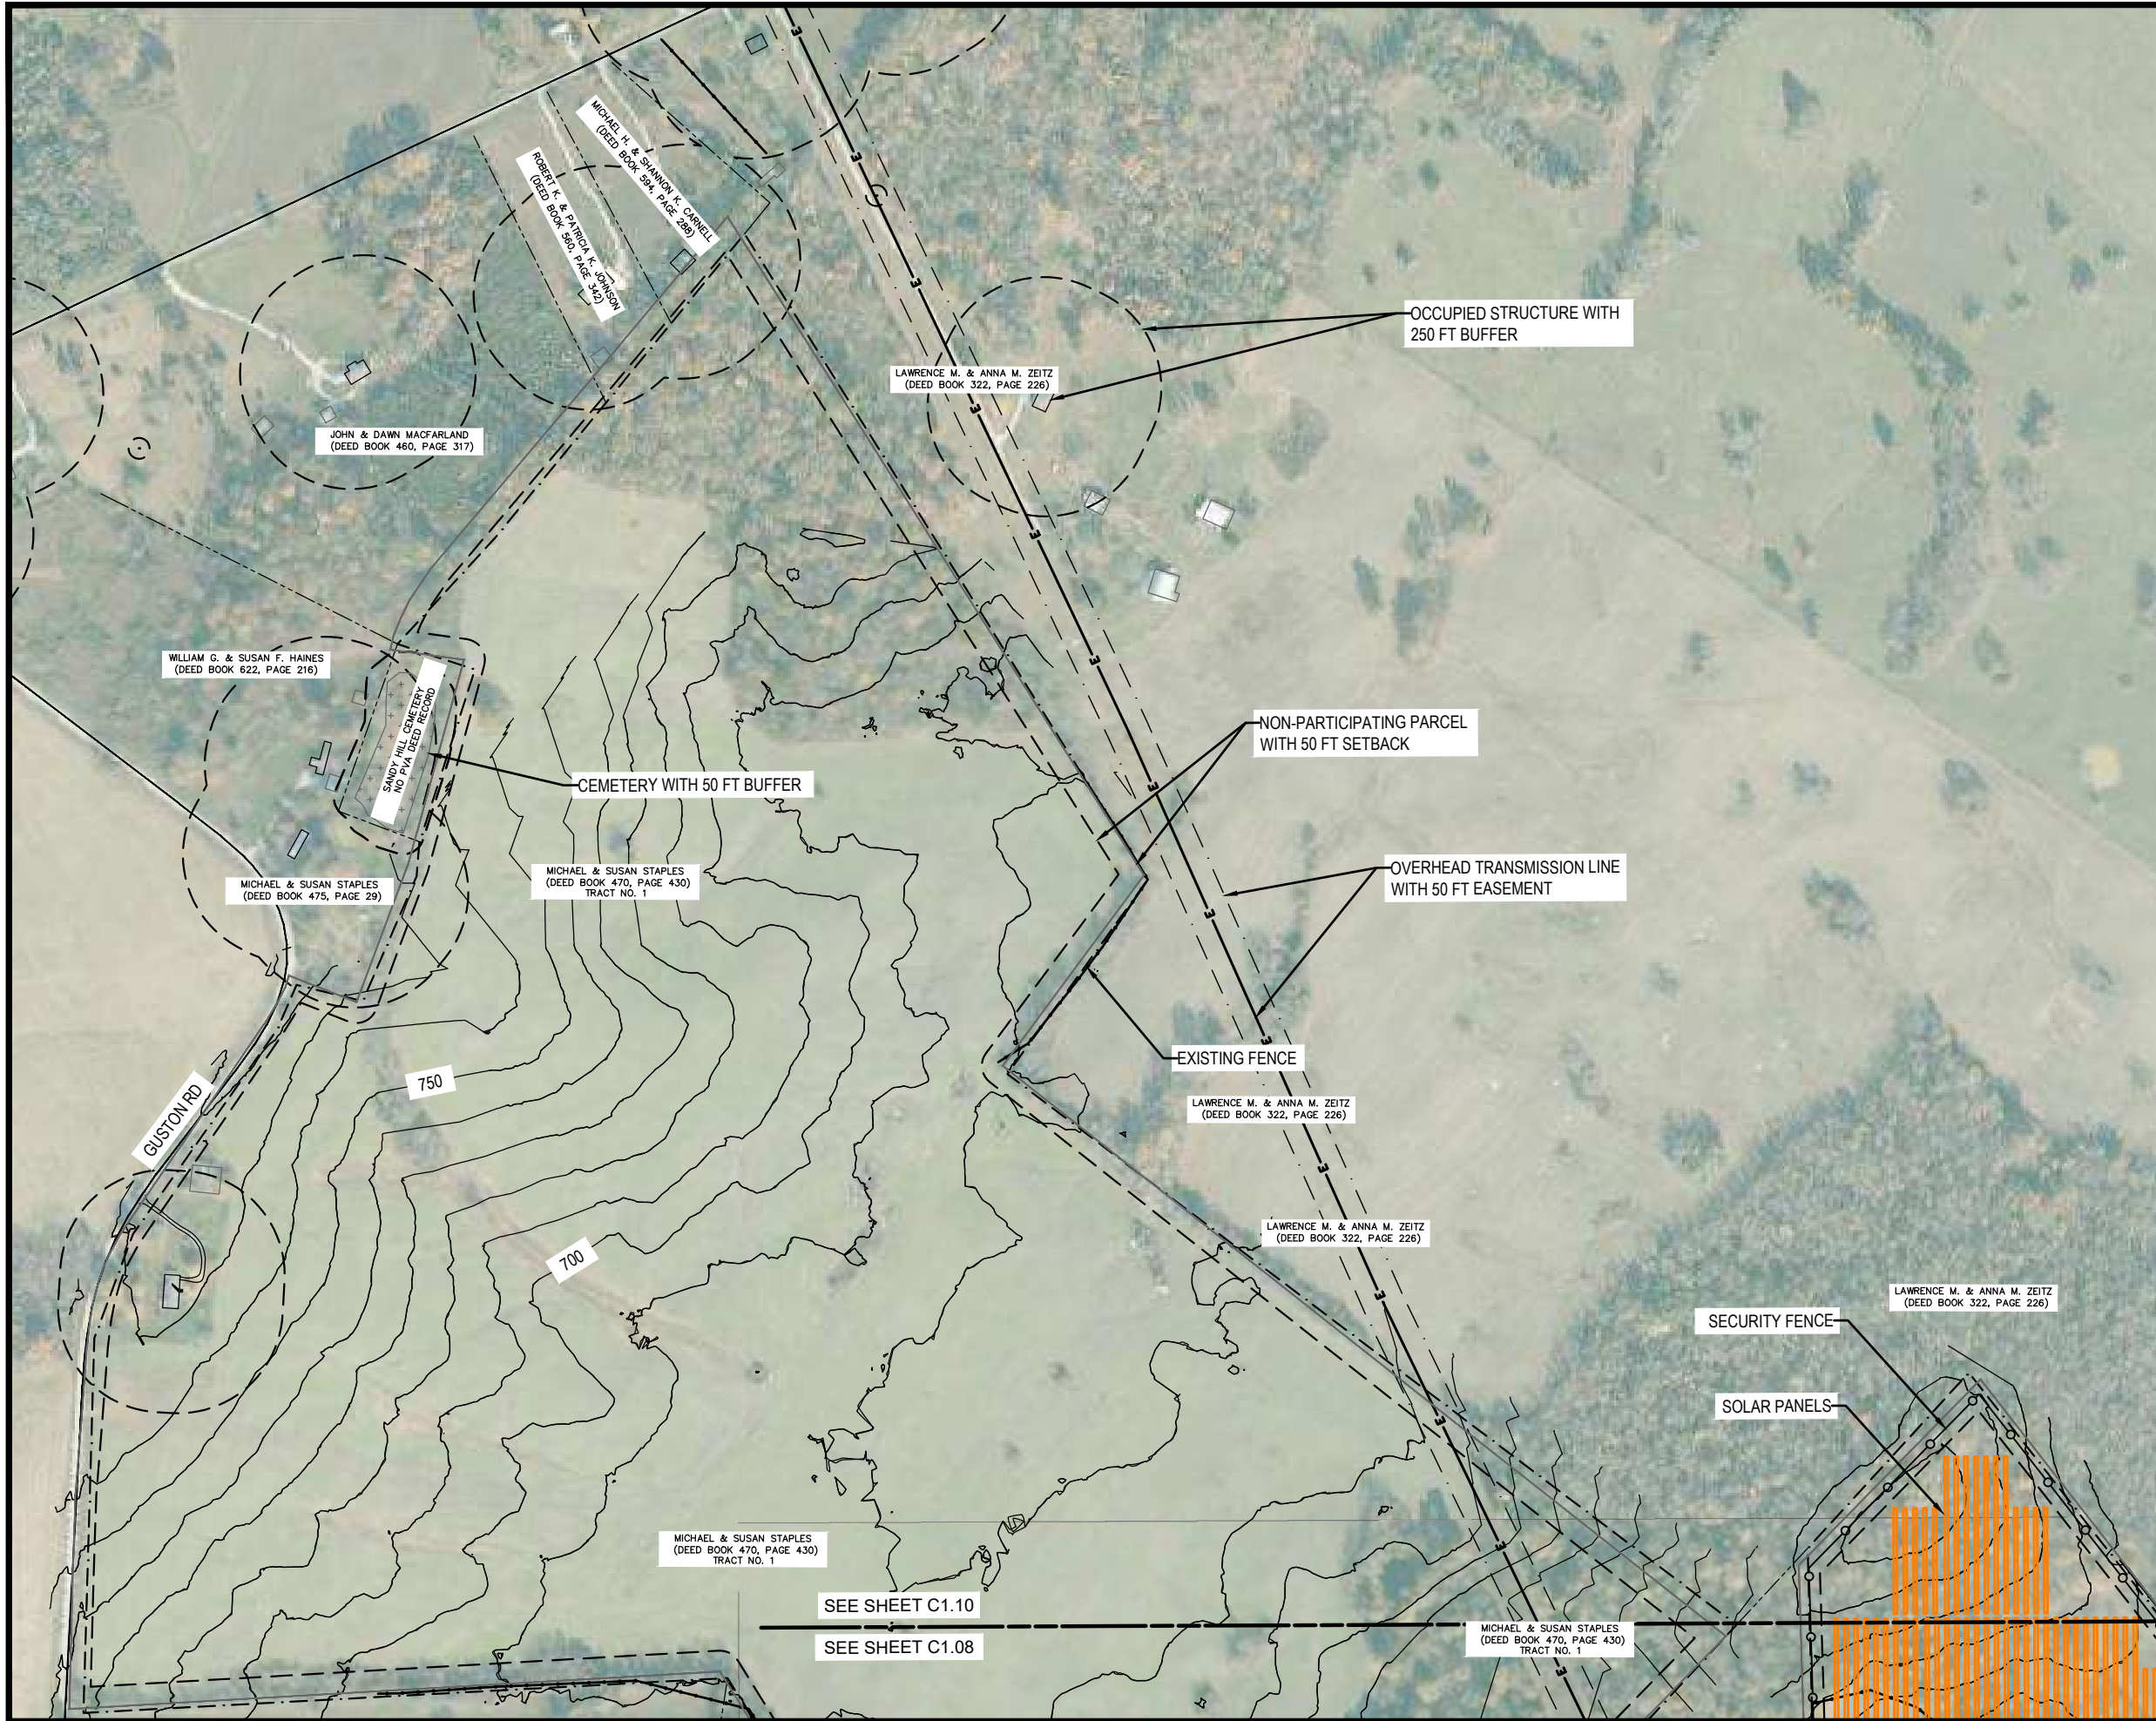 MICHAEL H. & SHANNON K. CARNELL
(DEED BOOK 594, PAGE 288)
ROBERT K. & PATRICIA K. JOHNSON
(DEED BOOK 560, PAGE 342)
OCCUPIED STRUCTURE WITH
250 FT BUFFER
LAWRENCE M. & ANNA M. ZEITZ
(DEED BOOK 322, PAGE 226)
JOHN & DAWN MACFARLAND
(DEED BOOK 460, PAGE 317)
WILLIAM G. & SUSAN F. HAINES
(DEED BOOK 622, PAGE 216)
SANDY HILL CEMETERY
NO PVA DEED RECORD
NON-PARTICIPATING PARCEL
WITH 50 FT SETBACK
CEMETERY WITH 50 FT BUFFER
MICHAEL & SUSAN STAPLES
(DEED BOOK 475, PAGE 29)
MICHAEL & SUSAN STAPLES
(DEED BOOK 470, PAGE 430)
TRACT NO. 1
OVERHEAD TRANSMISSION LINE
WITH 50 FT EASEMENT
EXISTING FENCE
750
GUSTON RD
LAWRENCE M. & ANNA M. ZEITZ
(DEED BOOK 322, PAGE 226)
LAWRENCE M. & ANNA M. ZEITZ
(DEED BOOK 322, PAGE 226)
700
LAWRENCE M. & ANNA M. ZEITZ
(DEED BOOK 322, PAGE 226)
SECURITY FENCE
SOLAR PANELS
MICHAEL & SUSAN STAPLES
(DEED BOOK 470, PAGE 430)
TRACT NO. 1
SEE SHEET C1.10
SEE SHEET C1.08
MICHAEL & SUSAN STAPLES
(DEED BOOK 470, PAGE 430)
TRACT NO. 1
E
E
E
E
E
E
E
E
E
E
E
E
E
E